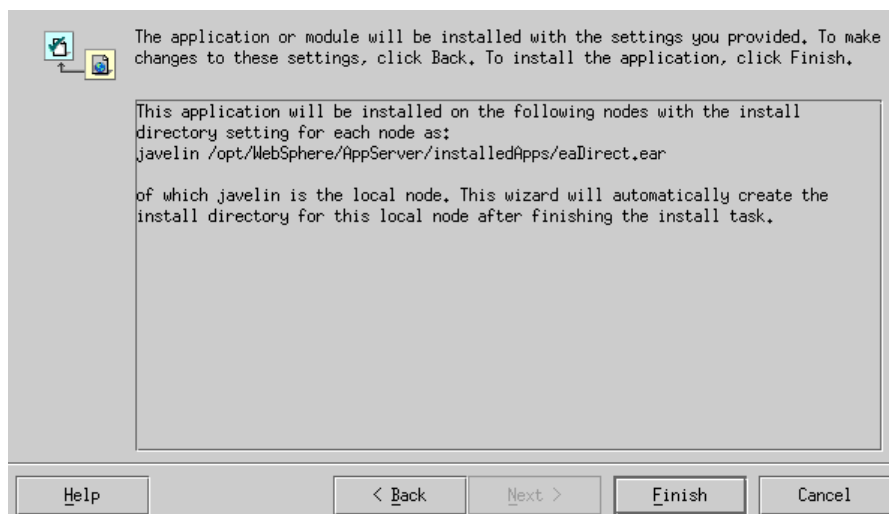 The application or module will be installed with the settings you provided. To make
changes to these settings, click Back. To install the application, click Finish.
This application will be installed on the following nodes with the install
directory setting for each node as:
javelin /opt/WebSphere/AppServer/installedApps/eaDirect.ear
of which javelin is the local node. This wizard will automatically create the
install directory for this local node after finishing the install task.
Help
< Back
Next >
Finish
Cancel